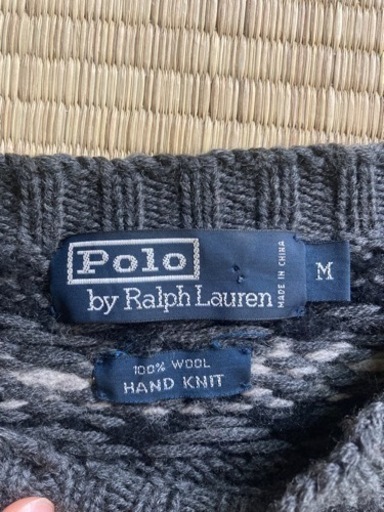 Polo
by Ralph Lauren
MADE IN CHINA
M
100% WOOL
HAND KNIT